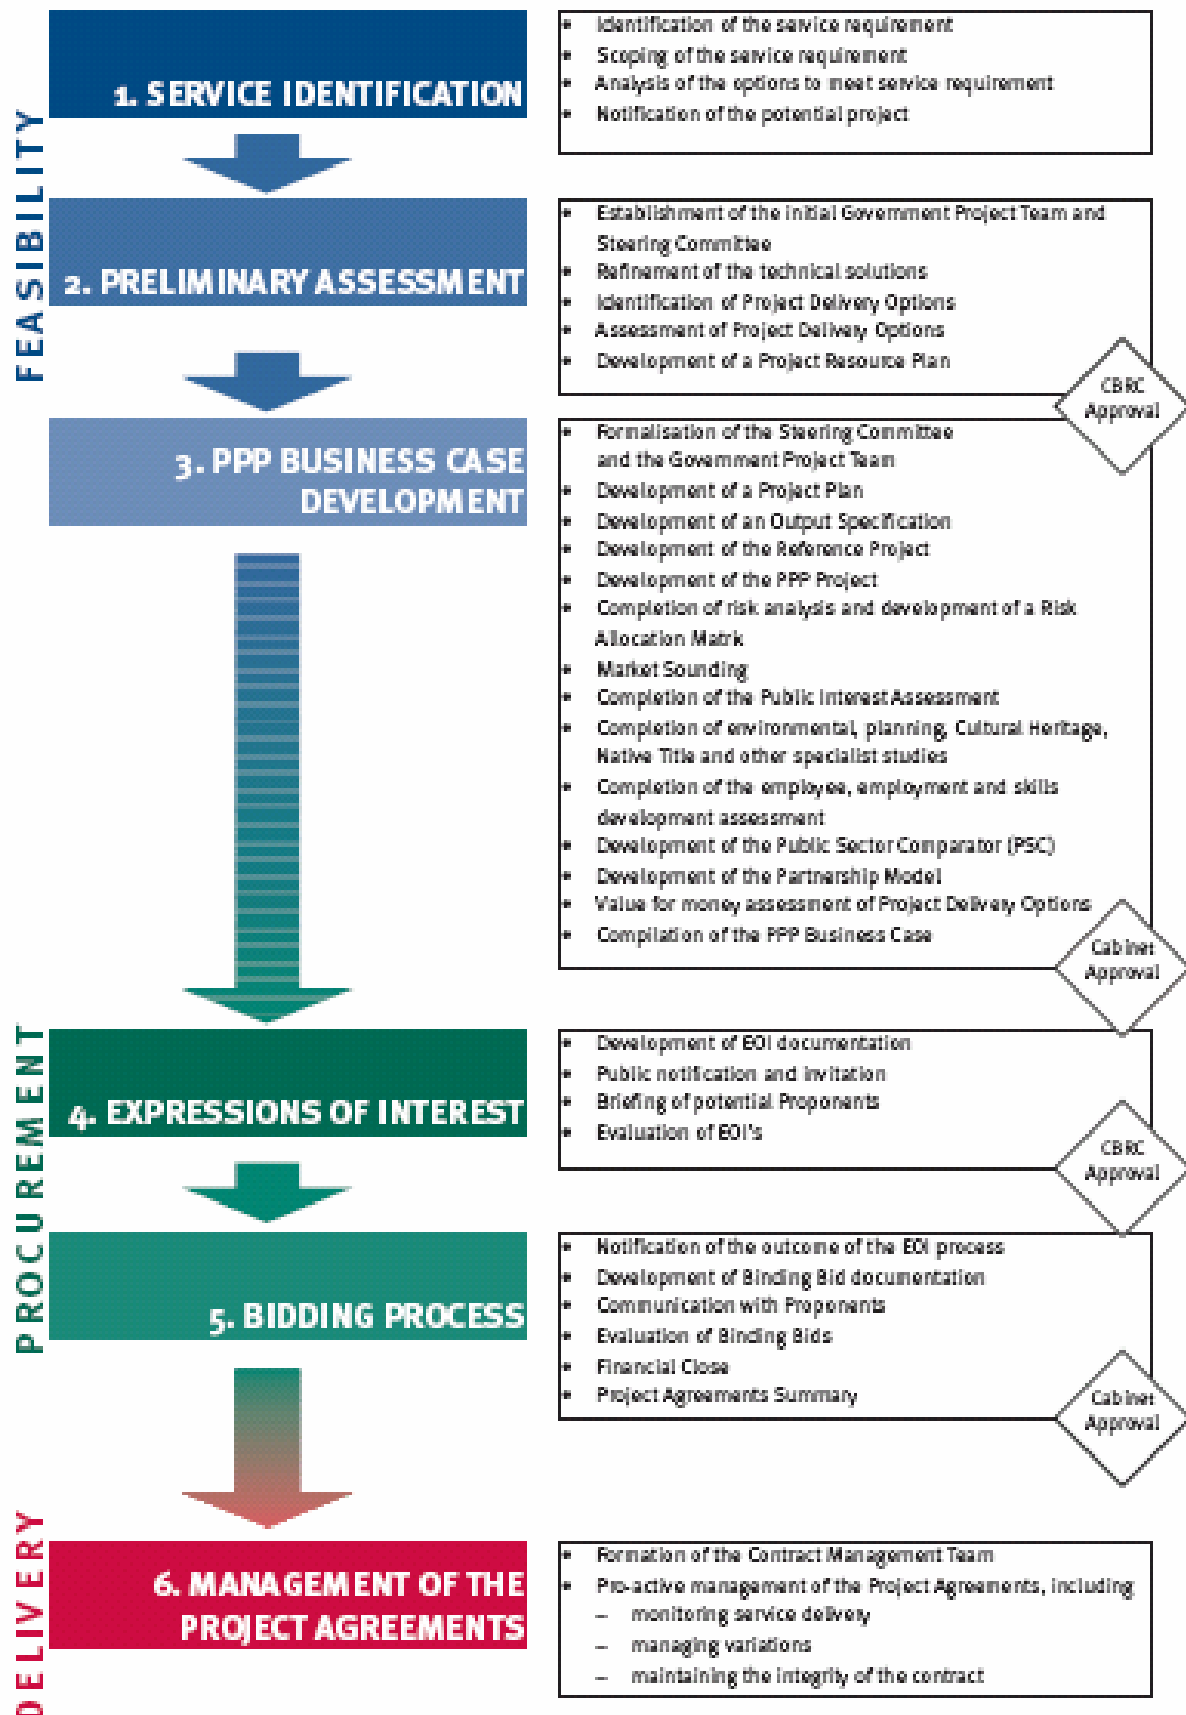 FEASIBILITY
1. SERVICE IDENTIFICATION
• Identification of the service requirement
• Scoping of the service requirement
• Analysis of the options to meet service requirement
• Notification of the potential project
2. PRELIMINARY ASSESSMENT
• Establishment of the initial Government Project Team and
Steering Committee
• Refinement of the technical solutions
• Identification of Project Delivery Options
• Assessment of Project Delivery Options
• Development of a Project Resource Plan
CBRC
Approval
3. PPP BUSINESS CASE
DEVELOPMENT
• Formalisation of the Steering Committee
and the Government Project Team
• Development of a Project Plan
• Development of an Output Specification
• Development of the Reference Project
• Development of the PPP Project
• Completion of risk analysis and development of a Risk
Allocation Matrix
• Market Sounding
• Completion of the Public Interest Assessment
• Completion of environmental, planning, Cultural Heritage,
Native Title and other specialist studies
• Completion of the employee, employment and skills
development assessment
• Development of the Public Sector Comparator (PSC)
• Development of the Partnership Model
• Value for money assessment of Project Delivery Options
• Compilation of the PPP Business Case
Cabinet
Approval
PROCUREMENT
4. EXPRESSIONS OF INTEREST
• Development of EOI documentation
• Public notification and invitation
• Briefing of potential Proponents
• Evaluation of EOI's
CBRC
Approval
5. BIDDING PROCESS
• Notification of the outcome of the EOI process
• Development of Binding Bid documentation
• Communication with Proponents
• Evaluation of Binding Bids
• Financial Close
• Project Agreements Summary
Cabinet
Approval
DELIVERY
6. MANAGEMENT OF THE
PROJECT AGREEMENTS
• Formation of the Contract Management Team
• Pro-active management of the Project Agreements, including
– monitoring service delivery
– managing variations
– maintaining the integrity of the contract